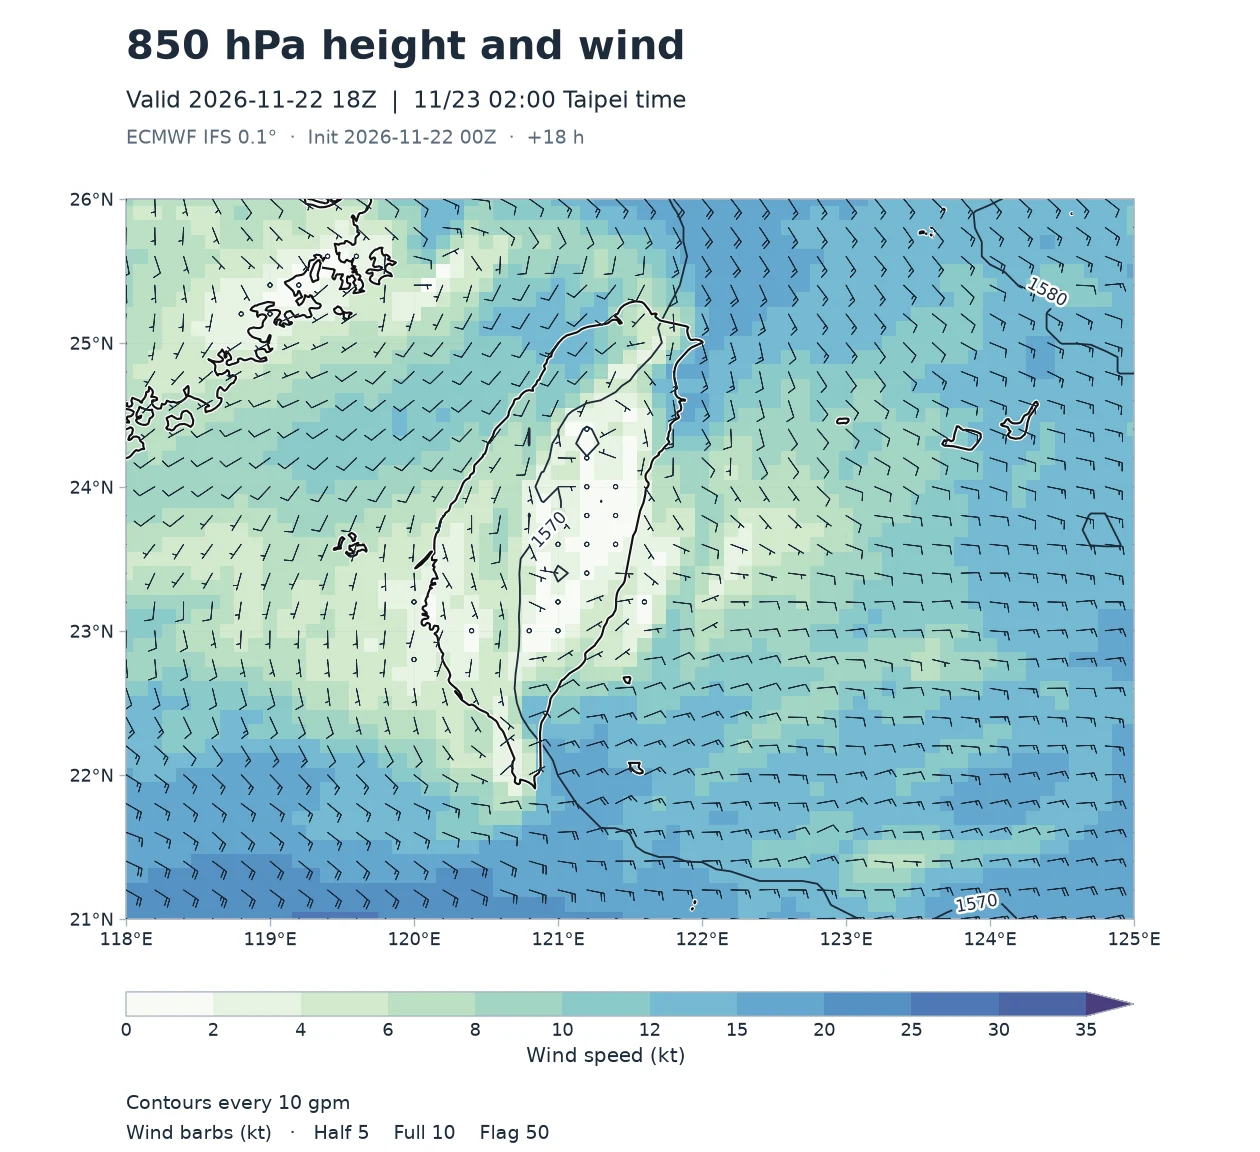 850 hPa height and wind
Valid 2026-11-22 18Z | 11/23 02:00 Taipei time
ECMWF IFS 0.1° · Init 2026-11-22 00Z · +18 h
26°N
25°N
24°N
23°N
22°N
21°N
1580
1570
1570
118°E 119°E 120°E 121°E 122°E 123°E 124°E 125°E
0 2 4 6 8 10 12 15 20 25 30 35
Wind speed (kt)
Contours every 10 gpm
Wind barbs (kt) · Half 5 Full 10 Flag 50